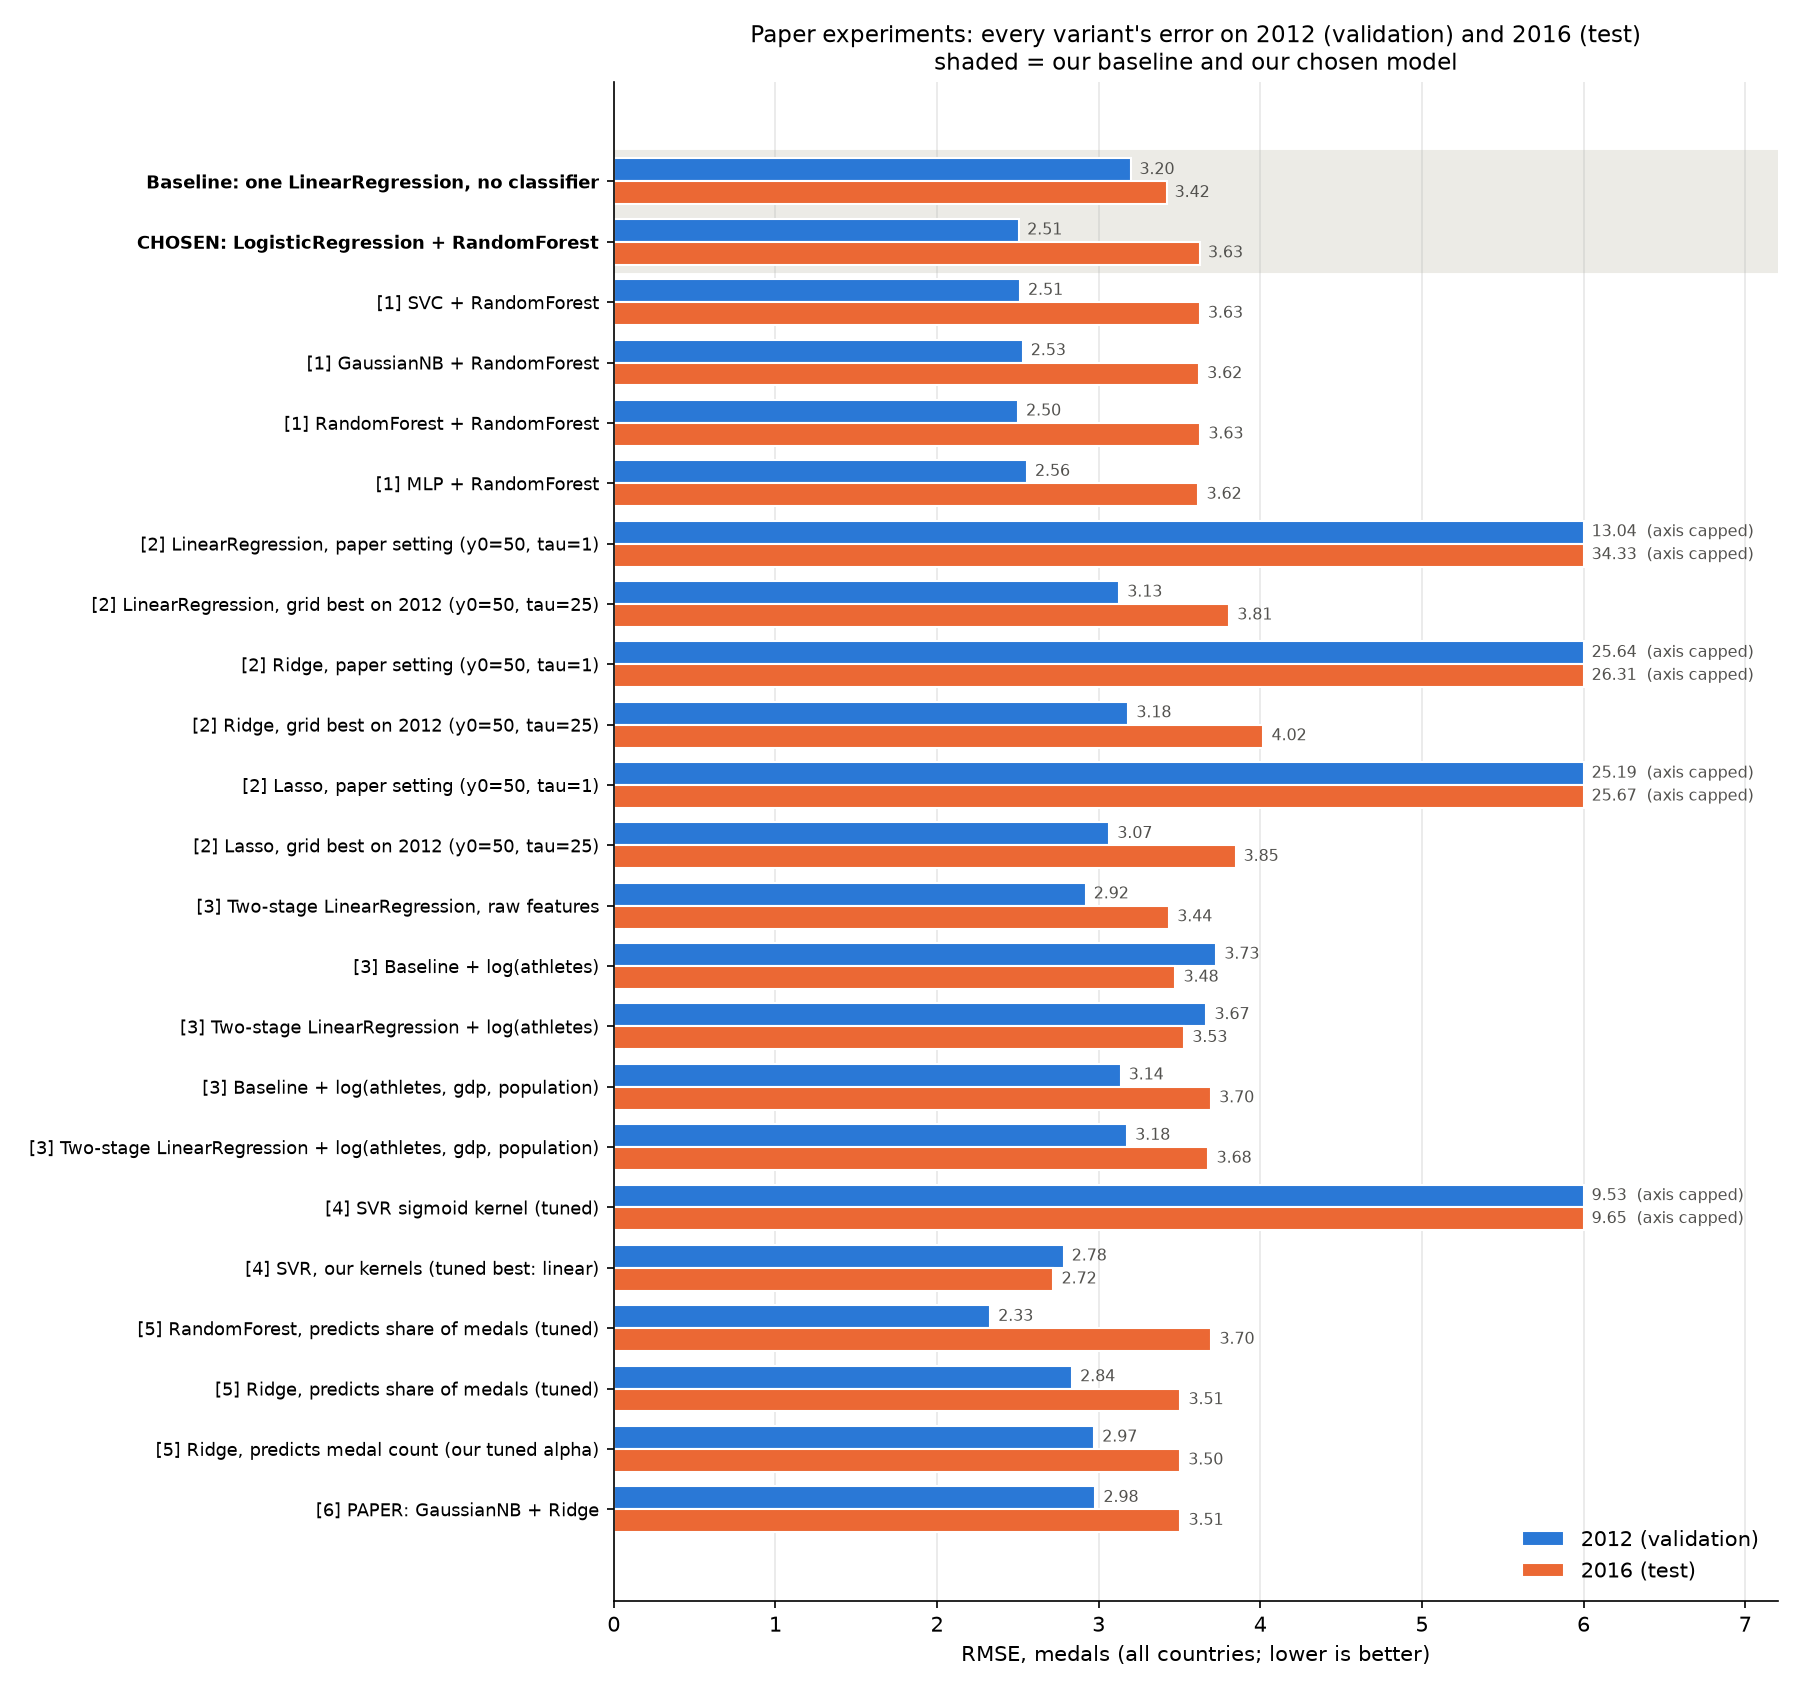 Paper experiments: every variant's error on 2012 (validation) and 2016 (test)
shaded = our baseline and our chosen model
Baseline: one LinearRegression, no classifier
3.20
3.42
CHOSEN: LogisticRegression + RandomForest
2.51
3.63
[1] SVC + RandomForest
2.51
3.63
[1] GaussianNB + RandomForest
2.53
3.62
[1] RandomForest + RandomForest
2.50
3.63
[1] MLP + RandomForest
2.56
3.62
[2] LinearRegression, paper setting (y0=50, tau=1)
13.04 (axis capped)
34.33 (axis capped)
[2] LinearRegression, grid best on 2012 (y0=50, tau=25)
3.13
3.81
[2] Ridge, paper setting (y0=50, tau=1)
25.64 (axis capped)
26.31 (axis capped)
[2] Ridge, grid best on 2012 (y0=50, tau=25)
3.18
4.02
[2] Lasso, paper setting (y0=50, tau=1)
25.19 (axis capped)
25.67 (axis capped)
[2] Lasso, grid best on 2012 (y0=50, tau=25)
3.07
3.85
[3] Two-stage LinearRegression, raw features
2.92
3.44
[3] Baseline + log(athletes)
3.73
3.48
[3] Two-stage LinearRegression + log(athletes)
3.67
3.53
[3] Baseline + log(athletes, gdp, population)
3.14
3.70
[3] Two-stage LinearRegression + log(athletes, gdp, population)
3.18
3.68
[4] SVR sigmoid kernel (tuned)
9.53 (axis capped)
9.65 (axis capped)
[4] SVR, our kernels (tuned best: linear)
2.78
2.72
[5] RandomForest, predicts share of medals (tuned)
2.33
3.70
[5] Ridge, predicts share of medals (tuned)
2.84
3.51
[5] Ridge, predicts medal count (our tuned alpha)
2.97
3.50
[6] PAPER: GaussianNB + Ridge
2.98
3.51
2012 (validation)
2016 (test)
0 1 2 3 4 5 6 7
RMSE, medals (all countries; lower is better)